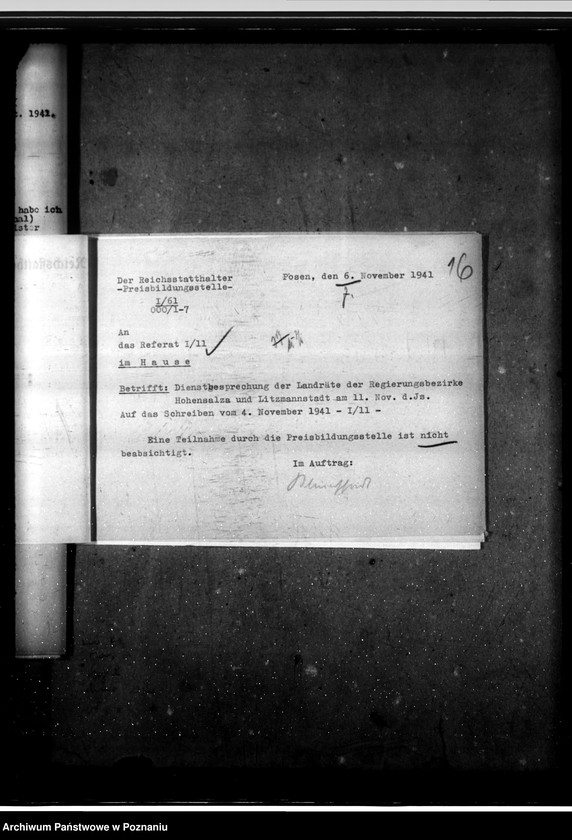 . 1941.
habe ich
Der Reichsstatthalter
-Preisbildungsstelle-
Posen, den 6. November 1941
16
7.
I/61
000/1-7
An
das Referat I/11
im Hause
Betrifft: Dienstbesprechung der Landräte der Regierungsbezirke
Hohensalza und Litzmannstadt am 11. Nov. d.Js.
Auf das Schreiben vom 4. November 1941 - I/11 -
Eine Teilnahme durch die Preisbildungsstelle ist nicht
beabsichtigt.
Im Auftrag:
Archiwum Państwowe w Poznaniu